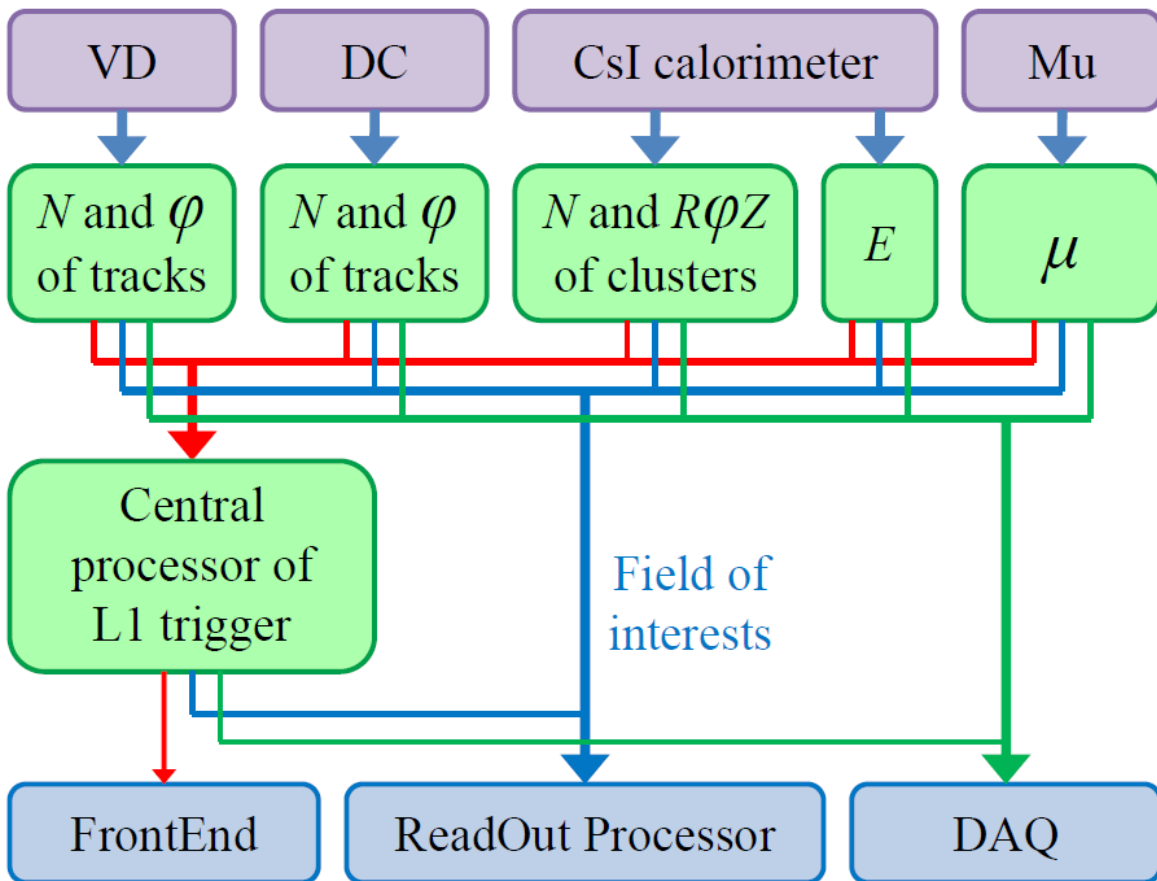 VD
DC
CsI calorimeter
Mu
N and φ
of tracks
N and φ
of tracks
N and RφZ
of clusters
E
μ
Central
processor of
L1 trigger
Field of
interests
FrontEnd
ReadOut Processor
DAQ